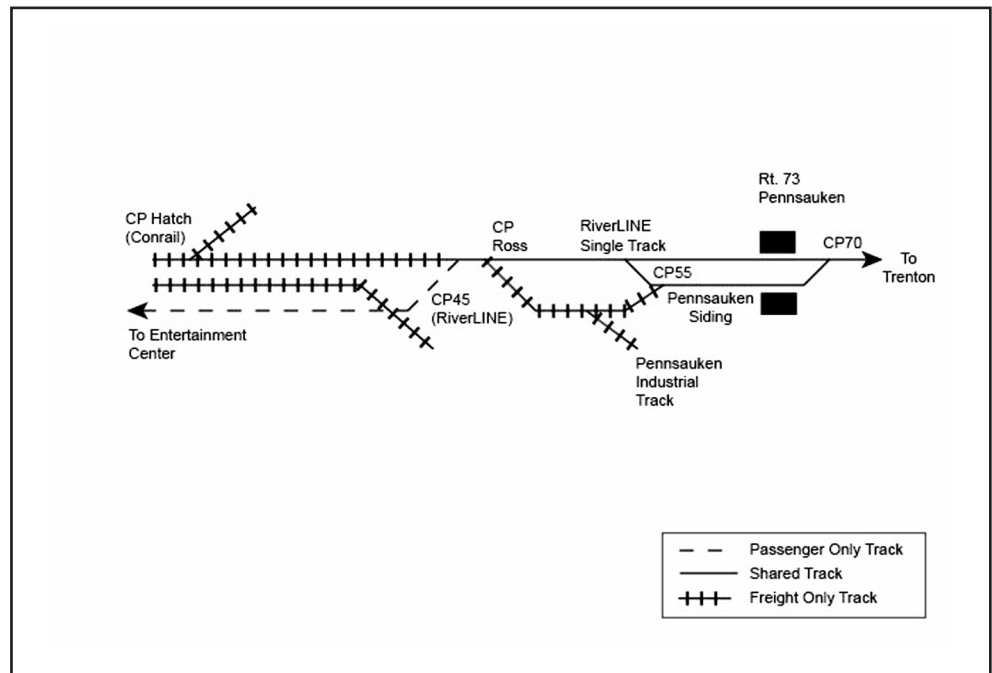 Rt. 73
Pennsauken
CP Hatch
(Conrail)
CP
Ross
RiverLINE
Single Track
CP70
To
Trenton
CP55
Pennsauken
Siding
CP45
(RiverLINE)
To Entertainment
Center
Pennsauken
Industrial
Track
Passenger Only Track
Shared Track
Freight Only Track